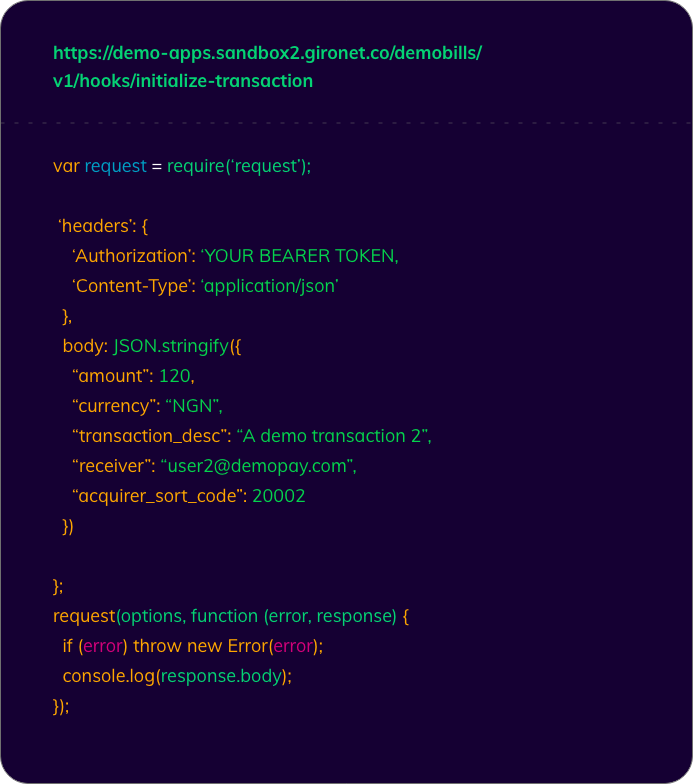 https://demo-apps.sandbox2.gironet.co/demobills/
v1/hooks/initialize-transaction
var request = require(‘request’);
‘headers’: {
‘Authorization’: ‘YOUR BEARER TOKEN,
‘Content-Type’: ‘application/json’
},
body: JSON.stringify({
“amount”: 120,
“currency”: “NGN”,
“transaction_desc”: “A demo transaction 2”,
“receiver”: “user2@demopay.com”,
“acquirer_sort_code”: 20002
})
};
request(options, function (error, response) {
if (error) throw new Error(error);
console.log(response.body);
});